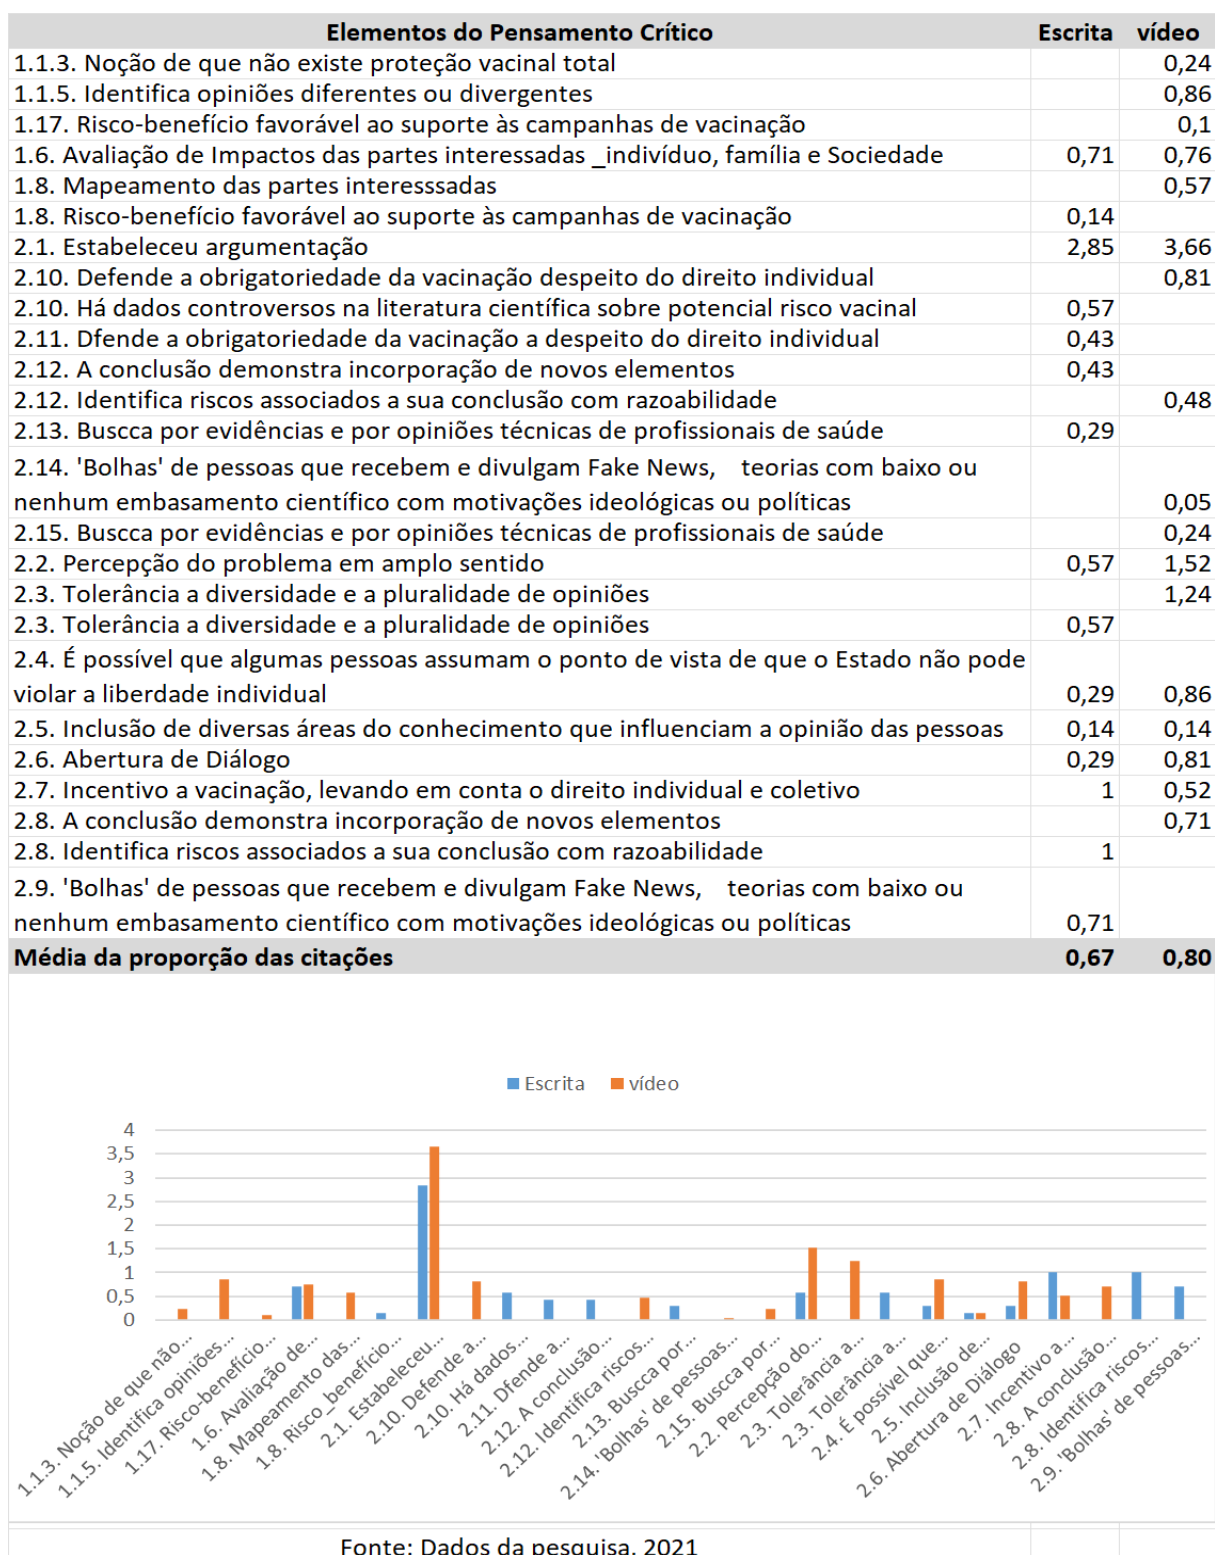 Elementos do Pensamento Crítico Escrita vídeo
1.1.3. Noção de que não existe proteção vacinal total 0,24
1.1.5. Identifica opiniões diferentes ou divergentes 0,86
1.17. Risco-benefício favorável ao suporte às campanhas de vacinação 0,1
1.6. Avaliação de Impactos das partes interessadas _indivíduo, família e Sociedade 0,71 0,76
1.8. Mapeamento das partes interesssadas 0,57
1.8. Risco-benefício favorável ao suporte às campanhas de vacinação 0,14
2.1. Estabeleceu argumentação 2,85 3,66
2.10. Defende a obrigatoriedade da vacinação despeito do direito individual 0,81
2.10. Há dados controversos na literatura científica sobre potencial risco vacinal 0,57
2.11. Dfende a obrigatoriedade da vacinação a despeito do direito individual 0,43
2.12. A conclusão demonstra incorporação de novos elementos 0,43
2.12. Identifica riscos associados a sua conclusão com razoabilidade 0,48
2.13. Buscca por evidências e por opiniões técnicas de profissionais de saúde 0,29
2.14. 'Bolhas' de pessoas que recebem e divulgam Fake News, teorias com baixo ou
nenhum embasamento científico com motivações ideológicas ou políticas 0,05
2.15. Buscca por evidências e por opiniões técnicas de profissionais de saúde 0,24
2.2. Percepção do problema em amplo sentido 0,57 1,52
2.3. Tolerância a diversidade e a pluralidade de opiniões 1,24
2.3. Tolerância a diversidade e a pluralidade de opiniões 0,57
2.4. É possível que algumas pessoas assumam o ponto de vista de que o Estado não pode
violar a liberdade individual 0,29 0,86
2.5. Inclusão de diversas áreas do conhecimento que influenciam a opinião das pessoas 0,14 0,14
2.6. Abertura de Diálogo 0,29 0,81
2.7. Incentivo a vacinação, levando em conta o direito individual e coletivo 1 0,52
2.8. A conclusão demonstra incorporação de novos elementos 0,71
2.8. Identifica riscos associados a sua conclusão com razoabilidade 1
2.9. 'Bolhas' de pessoas que recebem e divulgam Fake News, teorias com baixo ou
nenhum embasamento científico com motivações ideológicas ou políticas 0,71
Média da proporção das citações 0,67 0,80
Escrita vídeo
4
3,5
3
2,5
2
1,5
1
0,5
0
1.1.3. Noção de que não...
1.1.5. Identifica opiniões...
1.17. Risco-benefício...
1.6. Avaliação de...
1.8. Mapeamento das...
1.8. Risco_benefício...
2.1. Estabeleceu...
2.10. Defende a...
2.10. Há dados...
2.11. Dfende a...
2.12. A conclusão...
2.12. Identifica riscos...
2.13. Buscca por...
2.14. 'Bolhas' de pessoas...
2.15. Buscca por...
2.2. Percepção do...
2.3. Tolerância a...
2.3. Tolerância a...
2.4. É possível que...
2.5. Inclusão de...
2.6. Abertura de Diálogo
2.7. Incentivo a...
2.8. A conclusão...
2.8. Identifica riscos...
2.9. 'Bolhas' de pessoas...
Fonte: Dados da pesquisa, 2021